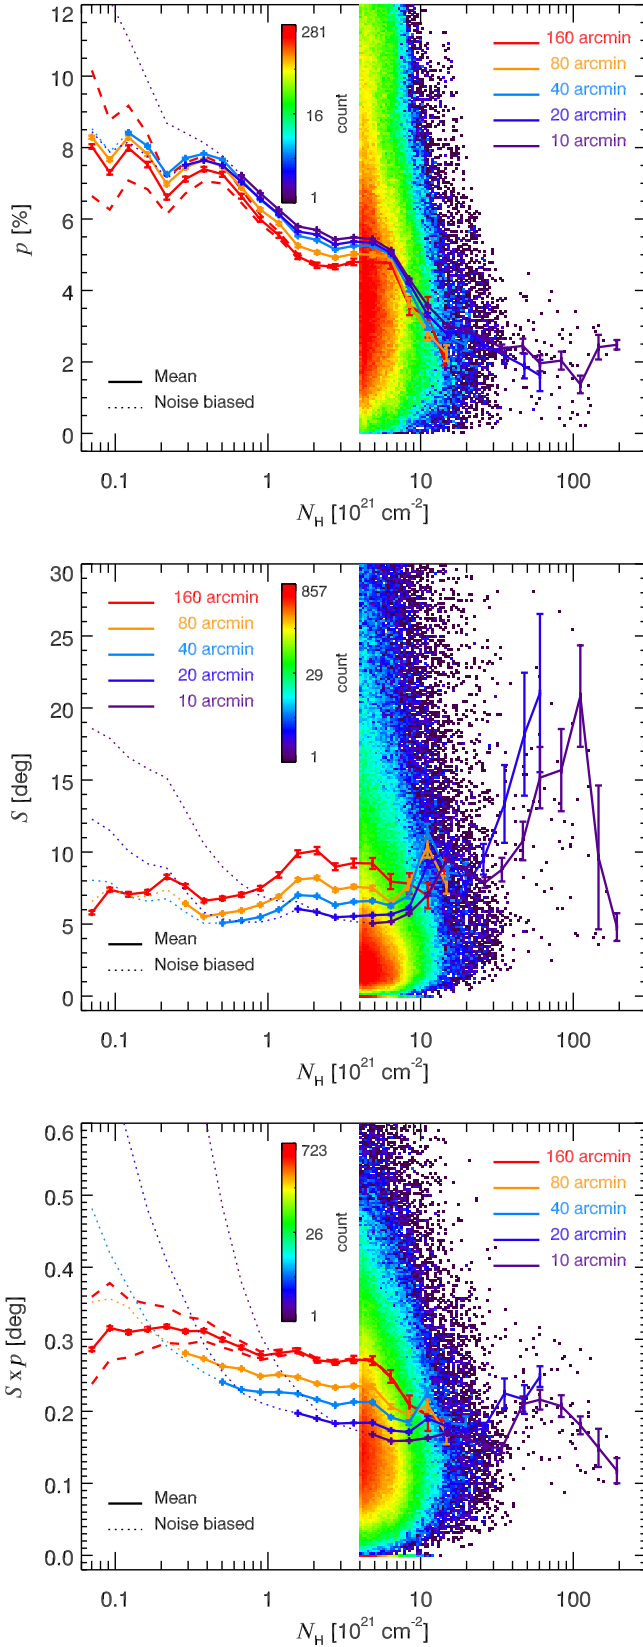 12
10
8
6
4
2
0
p [%]
281
16
1
count
160 arcmin
80 arcmin
40 arcmin
20 arcmin
10 arcmin
Mean
Noise biased
0.1 1 10 100
N_H [10^21 cm^-2]
30
25
20
15
10
5
0
S [deg]
160 arcmin
80 arcmin
40 arcmin
20 arcmin
10 arcmin
857
29
1
count
Mean
Noise biased
0.1 1 10 100
N_H [10^21 cm^-2]
0.6
0.5
0.4
0.3
0.2
0.1
0.0
S x p [deg]
723
26
1
count
160 arcmin
80 arcmin
40 arcmin
20 arcmin
10 arcmin
Mean
Noise biased
0.1 1 10 100
N_H [10^21 cm^-2]